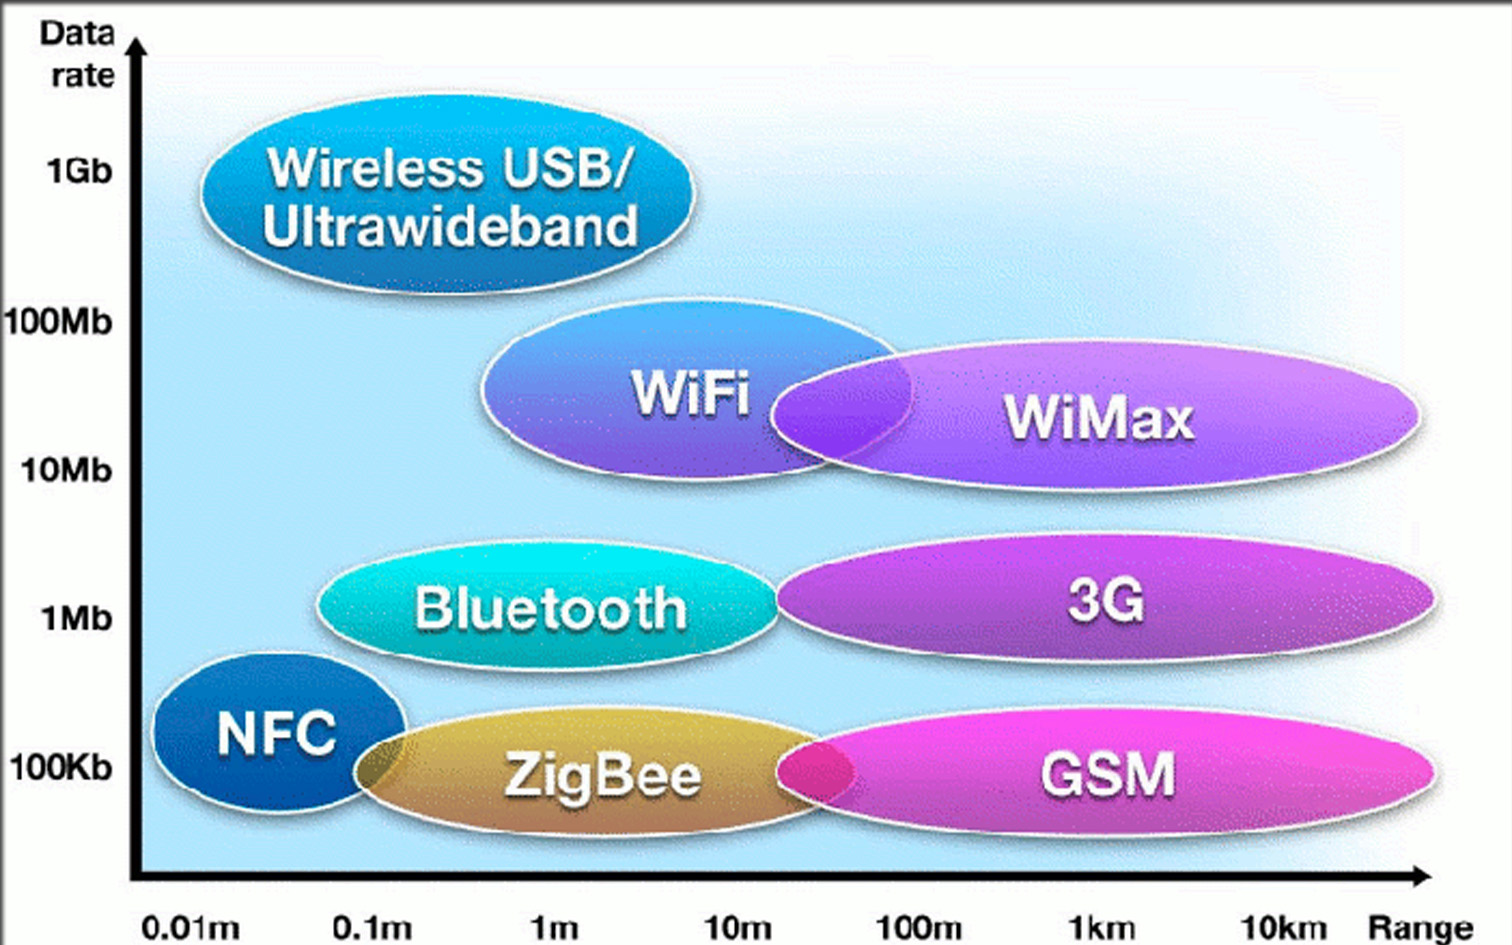 Data
rate
1Gb
Wireless USB/
Ultrawideband
100Mb
WiFi
WiMax
10Mb
Bluetooth
3G
1Mb
NFC
ZigBee
GSM
100Kb
0.01m 0.1m 1m 10m 100m 1km 10km Range